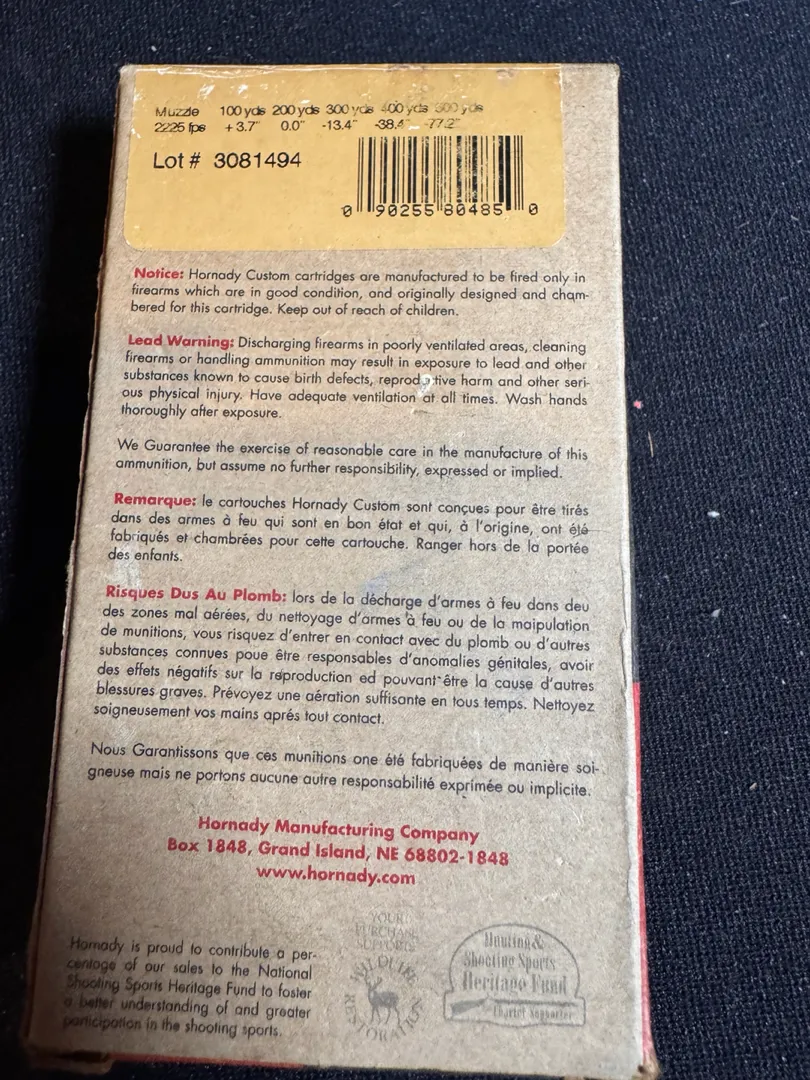 Muzzle 100 yds 200 yds 300 yds 400 yds 500 yds
2225 fps +3.7" 0.0" -13.4" -38.4" -77.2"
Lot # 3081494
0 90255 80485 0
Notice: Hornady Custom cartridges are manufactured to be fired only in
firearms which are in good condition, and originally designed and cham-
bered for this cartridge. Keep out of reach of children.
Lead Warning: Discharging firearms in poorly ventilated areas, cleaning
firearms or handling ammunition may result in exposure to lead and other
substances known to cause birth defects, reproductive harm and other seri-
ous physical injury. Have adequate ventilation at all times. Wash hands
thoroughly after exposure.
We Guarantee the exercise of reasonable care in the manufacture of this
ammunition, but assume no further responsibility, expressed or implied.
Remarque: le cartouches Hornady Custom sont conçues pour être tirés
dans des armes à feu qui sont en bon état et qui, à l'origine, ont été
fabriqués et chambrées pour cette cartouche. Ranger hors de la portée
des enfants.
Risques Dus Au Plomb: lors de la décharge d'armes à feu dans deu
des zones mal aérées, du nettoyage d'armes à feu ou de la maipulation
de munitions, vous risquez d'entrer en contact avec du plomb ou d'autres
substances connues poue être responsables d'anomalies génitales, avoir
des effets négatifs sur la reproduction ed pouvant être la cause d'autres
blessures graves. Prévoyez une aération suffisante en tous temps. Nettoyez
soigneusement vos mains aprés tout contact.
Nous Garantissons que ces munitions one été fabriquées de manière soi-
gneuse mais ne portons aucune autre responsabilité exprimée ou implicite.
Hornady Manufacturing Company
Box 1848, Grand Island, NE 68802-1848
www.hornady.com
Hornady is proud to contribute a per-
centage of our sales to the National
Shooting Sports Heritage Fund to foster
a better understanding of and greater
participation in the shooting sports.
YOUR
PURCHASE
SUPPORTS
WILDLIFE
RESTORATION
Hunting &
Shooting Sports
Heritage Fund
Charter Supporter